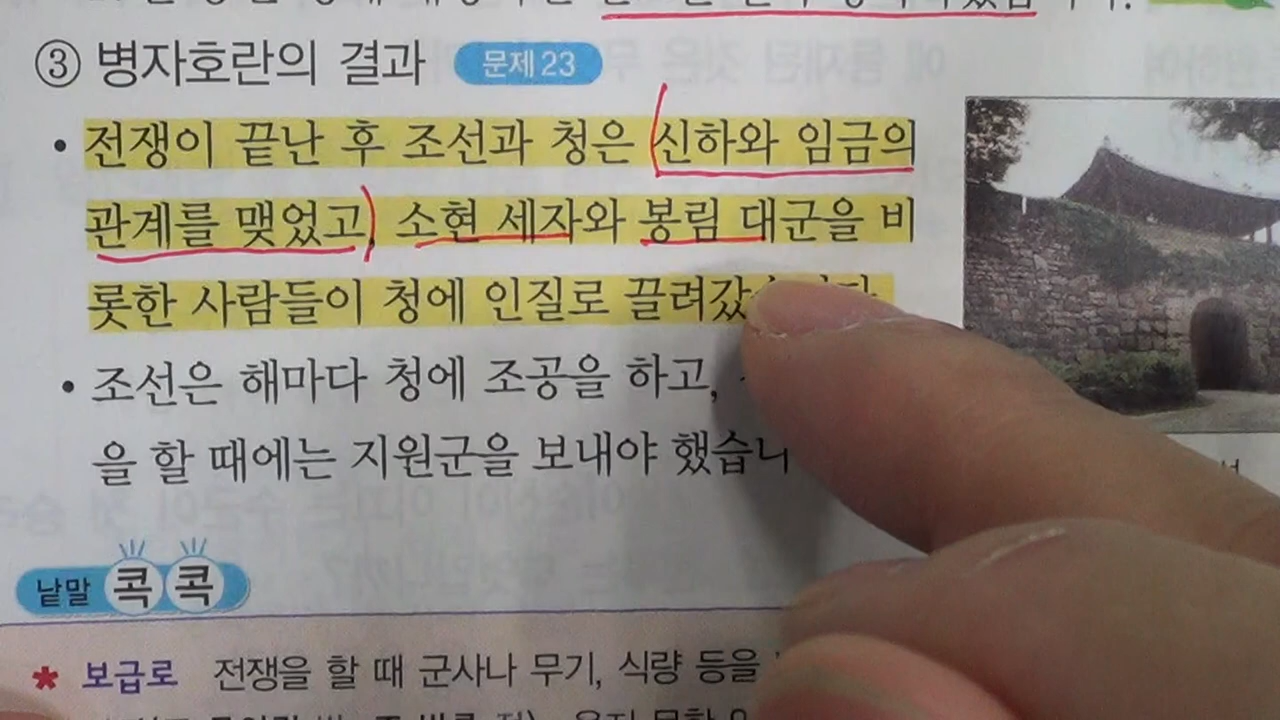 ③ 병자호란의 결과 문제 23
• 전쟁이 끝난 후 조선과 청은 신하와 임금의
관계를 맺었고, 소현 세자와 봉림 대군을 비
롯한 사람들이 청에 인질로 끌려갔
• 조선은 해마다 청에 조공을 하고,
을 할 때에는 지원군을 보내야 했습니
낱말 콕콕
* 보급로 전쟁을 할 때 군사나 무기, 식량 등을